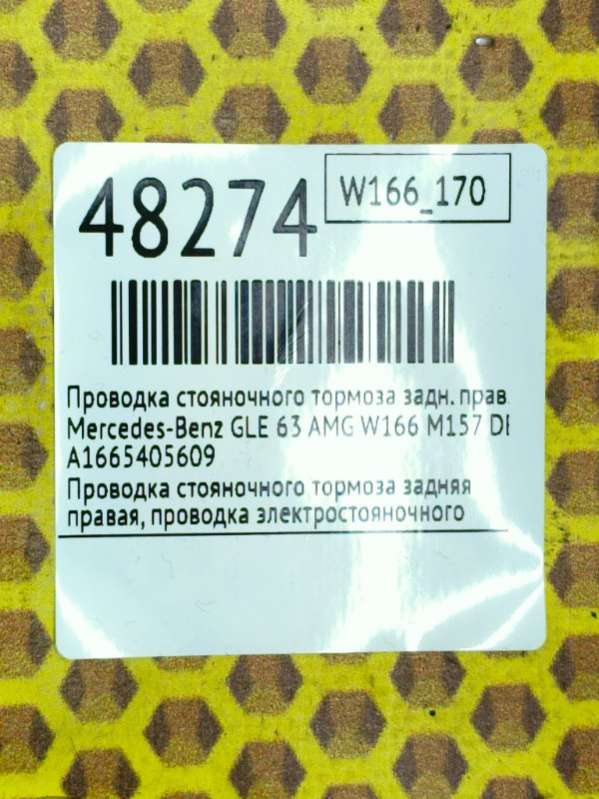 48274
W166_170
Проводка стояночного тормоза задн. прав
Mercedes-Benz GLE 63 AMG W166 M157 DE
A1665405609
Проводка стояночного тормоза задняя
правая, проводка электростояночного